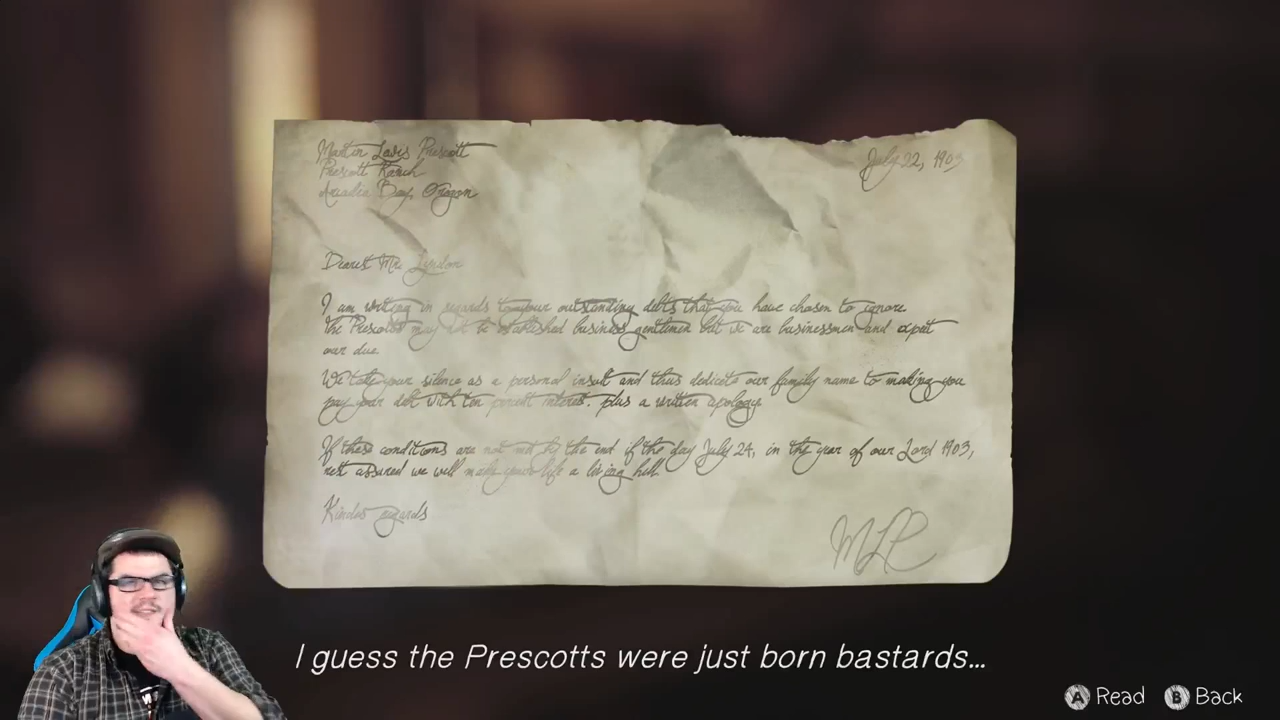 Martin Lewis Prescott
Prescott Ranch
Arcadia Bay, Oregon
July 22, 1903
Dearest Mr. Lyndon
I am writing in regards to your outstanding debts that you have chosen to ignore.
The Prescotts may not be established business gentlemen but we are businessmen and expect
our due.
We take your silence as a personal insult and thus dedicate our family name to making you
pay your debt with ten percent interest, plus a written apology.
If these conditions are not met by the end if the day July 24, in the year of our Lord 1903,
rest assured we will make your life a living hell.
Kindest regards
MLP
I guess the Prescotts were just born bastards...
A Read B Back